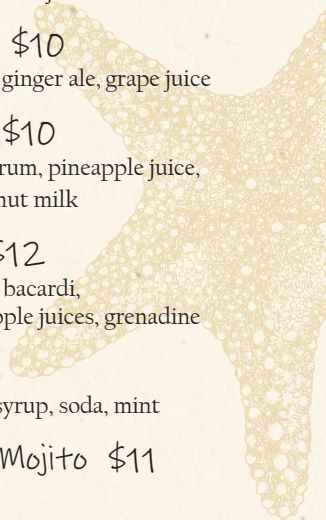 $10
ginger ale, grape juice
$10
rum, pineapple juice,
nut milk
$12
bacardi,
pple juices, grenadine
syrup, soda, mint
Mojito $11